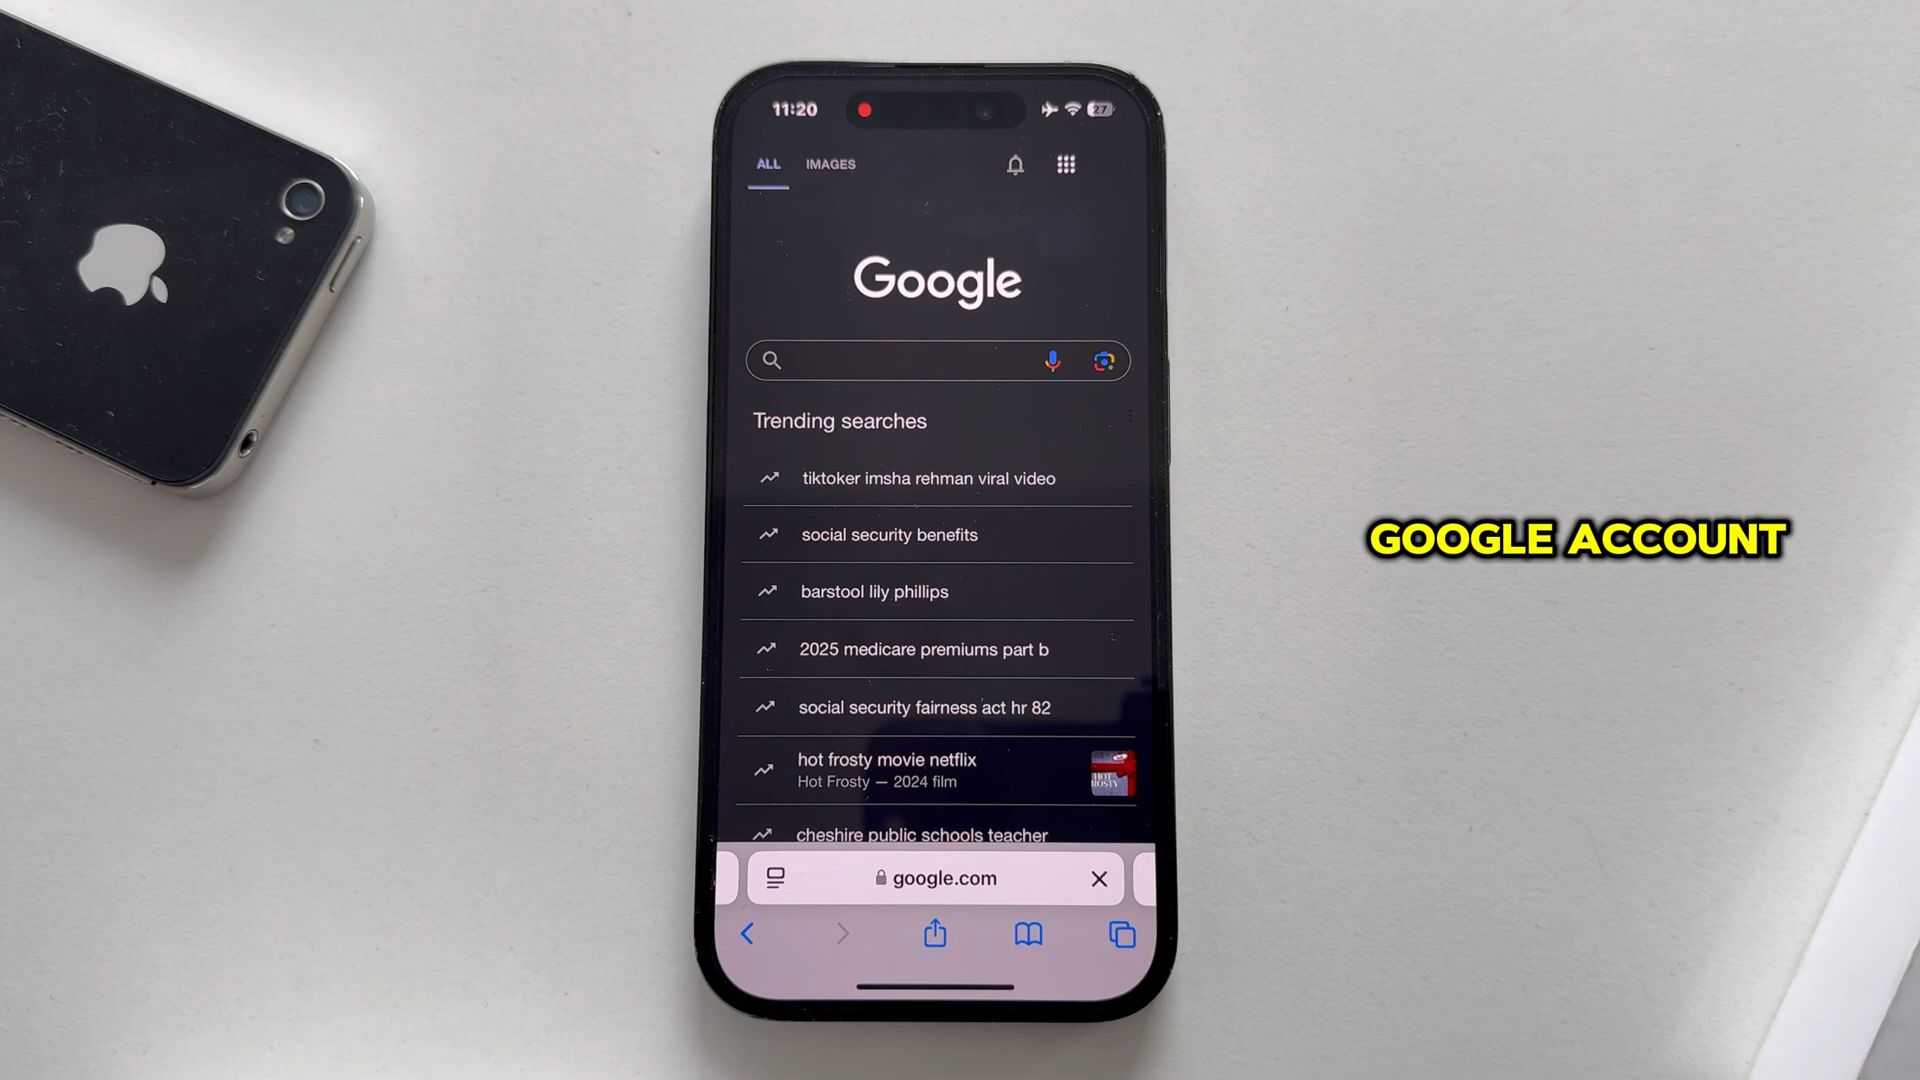 11:20
27
ALL IMAGES
Google
Trending searches
tiktoker imsha rehman viral video
social security benefits
barstool lily phillips
2025 medicare premiums part b
social security fairness act hr 82
hot frosty movie netflix
Hot Frosty — 2024 film
HOT
FROSTY
cheshire public schools teacher
google.com
GOOGLE ACCOUNT